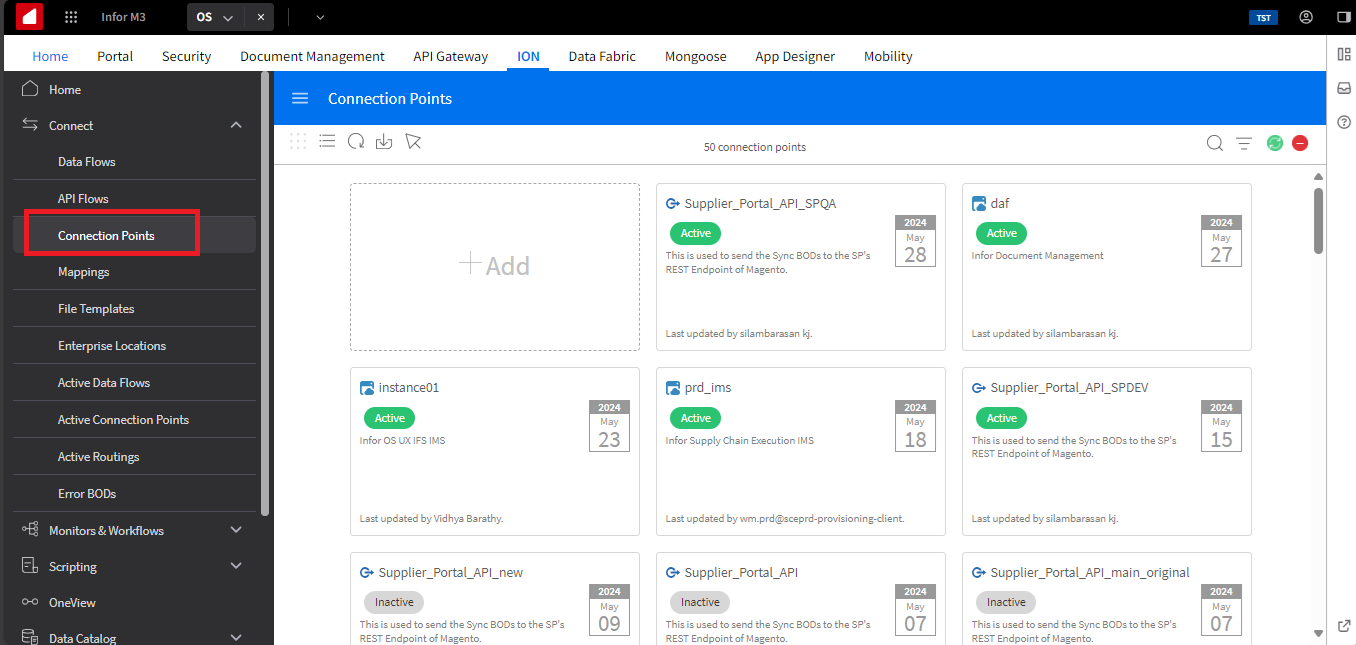 Infor M3
OS
TST
Home Portal Security Document Management API Gateway ION Data Fabric Mongoose App Designer Mobility
Home
Connect
Data Flows
API Flows
Connection Points
Mappings
File Templates
Enterprise Locations
Active Data Flows
Active Connection Points
Active Routings
Error BODs
Monitors & Workflows
Scripting
OneView
Data Catalog
Connection Points
50 connection points
Add
Supplier_Portal_API_SPQA
Active
This is used to send the Sync BODs to the SP's
REST Endpoint of Magento.
2024
May
28
Last updated by silambarasan kj.
daf
Active
Infor Document Management
2024
May
27
Last updated by silambarasan kj.
instance01
Active
Infor OS UX IFS IMS
2024
May
23
Last updated by Vidhya Barathy.
prd_ims
Active
Infor Supply Chain Execution IMS
2024
May
18
Last updated by wm.prd@sceprd-provisioning-client.
Supplier_Portal_API_SPDEV
Active
This is used to send the Sync BODs to the SP's
REST Endpoint of Magento.
2024
May
15
Last updated by silambarasan kj.
Supplier_Portal_API_new
Inactive
This is used to send the Sync BODs to the SP's
REST Endpoint of Magento.
2024
May
09
Supplier_Portal_API
Inactive
This is used to send the Sync BODs to the SP's
REST Endpoint of Magento.
2024
May
07
Supplier_Portal_API_main_original
Inactive
This is used to send the Sync BODs to the SP's
REST Endpoint of Magento.
2024
May
07